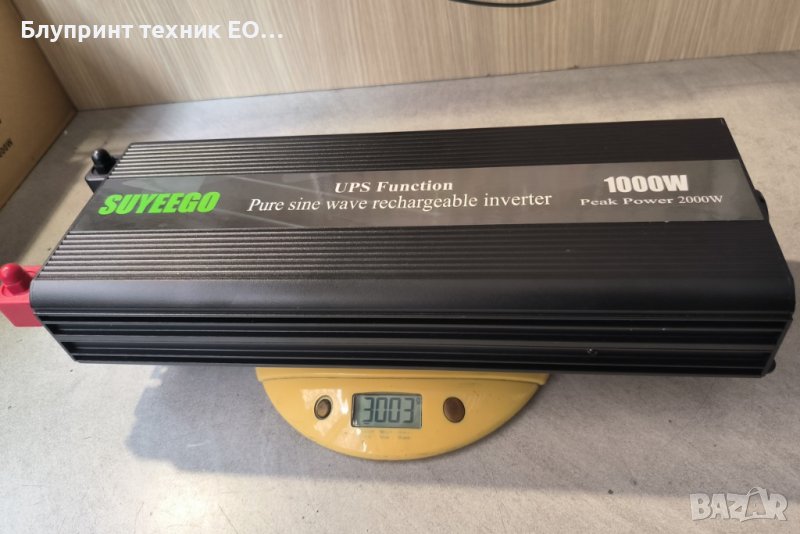 Блупринт техник ЕО...
UPS Function
1000W
SUYEEGO
Pure sine wave rechargeable inverter
Peak Power 2000W
3003
BAZAR